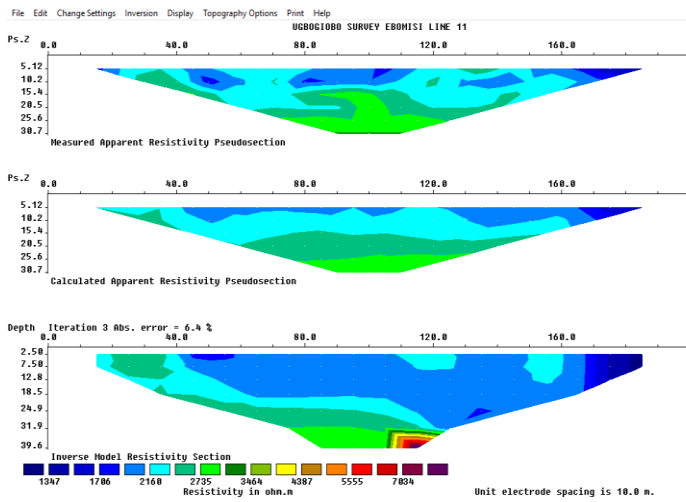 File Edit Change Settings Inversion Display Topography Options Print Help
UGBOGIOBO SURVEY EBOMISI LINE 11
Ps.Z 0.0 40.0 80.0 120.0 160.0
5.12
10.2
15.4
20.5
25.6
30.7
Measured Apparent Resistivity Pseudosection
Ps.Z 0.0 40.0 80.0 120.0 160.0
5.12
10.2
15.4
20.5
25.6
30.7
Calculated Apparent Resistivity Pseudosection
Depth Iteration 3 Abs. error = 6.4 %
0.0 40.0 80.0 120.0 160.0
2.50
7.50
12.8
18.5
24.9
31.9
39.6
Inverse Model Resistivity Section
1347 1706 2160 2735 3464 4387 5555 7034
Resistivity in ohm.m Unit electrode spacing is 10.0 m.